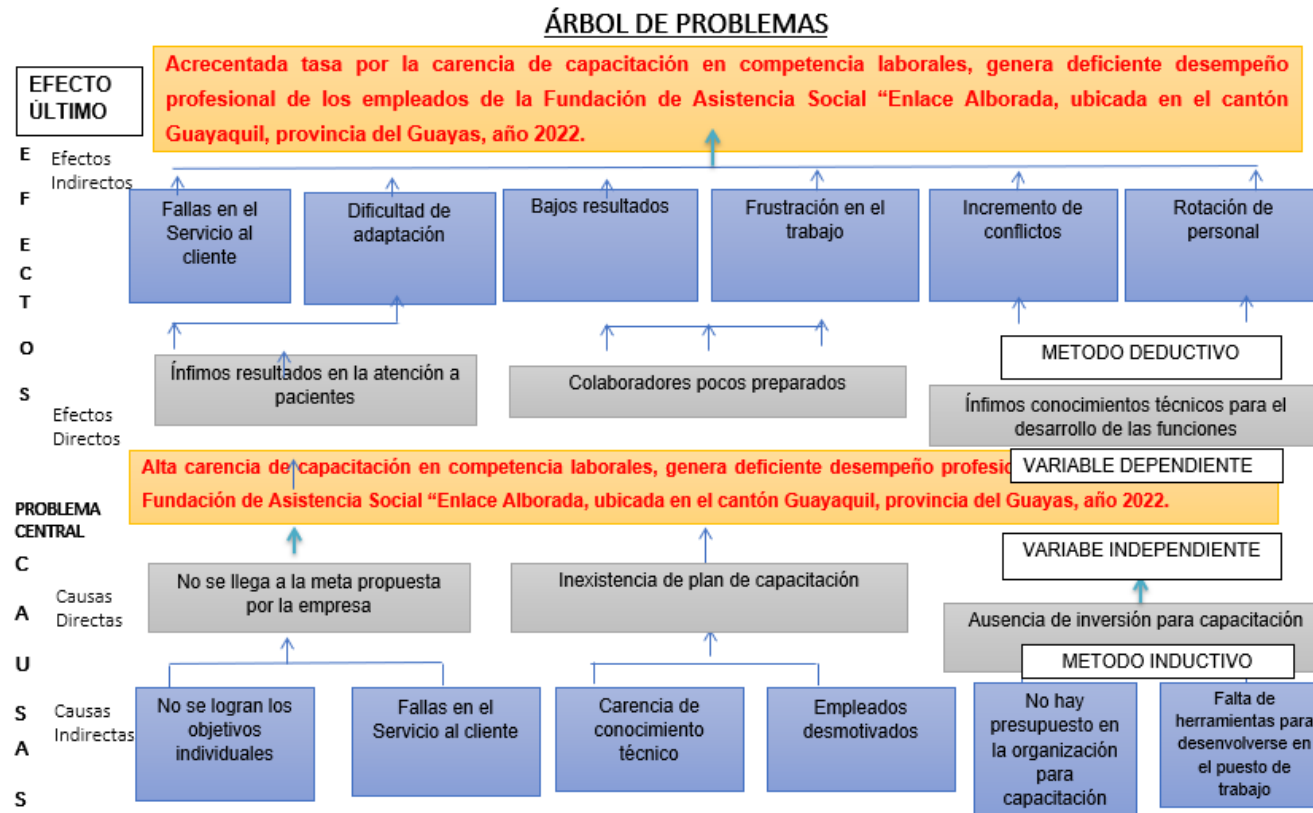 ÁRBOL DE PROBLEMAS
EFECTO
ÚLTIMO
Acrecentada tasa por la carencia de capacitación en competencia laborales, genera deficiente desempeño
profesional de los empleados de la Fundación de Asistencia Social “Enlace Alborada, ubicada en el cantón
Guayaquil, provincia del Guayas, año 2022.
E
F
E
C
T
O
S
Efectos
Indirectos
Fallas en el
Servicio al
cliente
Dificultad de
adaptación
Bajos resultados
Frustración en el
trabajo
Incremento de
conflictos
Rotación de
personal
METODO DEDUCTIVO
Efectos
Directos
Ínfimos resultados en la atención a
pacientes
Colaboradores pocos preparados
Ínfimos conocimientos técnicos para el
desarrollo de las funciones
VARIABLE DEPENDIENTE
PROBLEMA
CENTRAL
Alta carencia de capacitación en competencia laborales, genera deficiente desempeño profesio
Fundación de Asistencia Social “Enlace Alborada, ubicada en el cantón Guayaquil, provincia del Guayas, año 2022.
VARIABE INDEPENDIENTE
C
A
U
S
A
S
Causas
Directas
No se llega a la meta propuesta
por la empresa
Inexistencia de plan de capacitación
Ausencia de inversión para capacitación
METODO INDUCTIVO
Causas
Indirectas
No se logran los
objetivos
individuales
Fallas en el
Servicio al cliente
Carencia de
conocimiento
técnico
Empleados
desmotivados
No hay
presupuesto en
la organización
para
capacitación
Falta de
herramientas para
desenvolverse en
el puesto de
trabajo